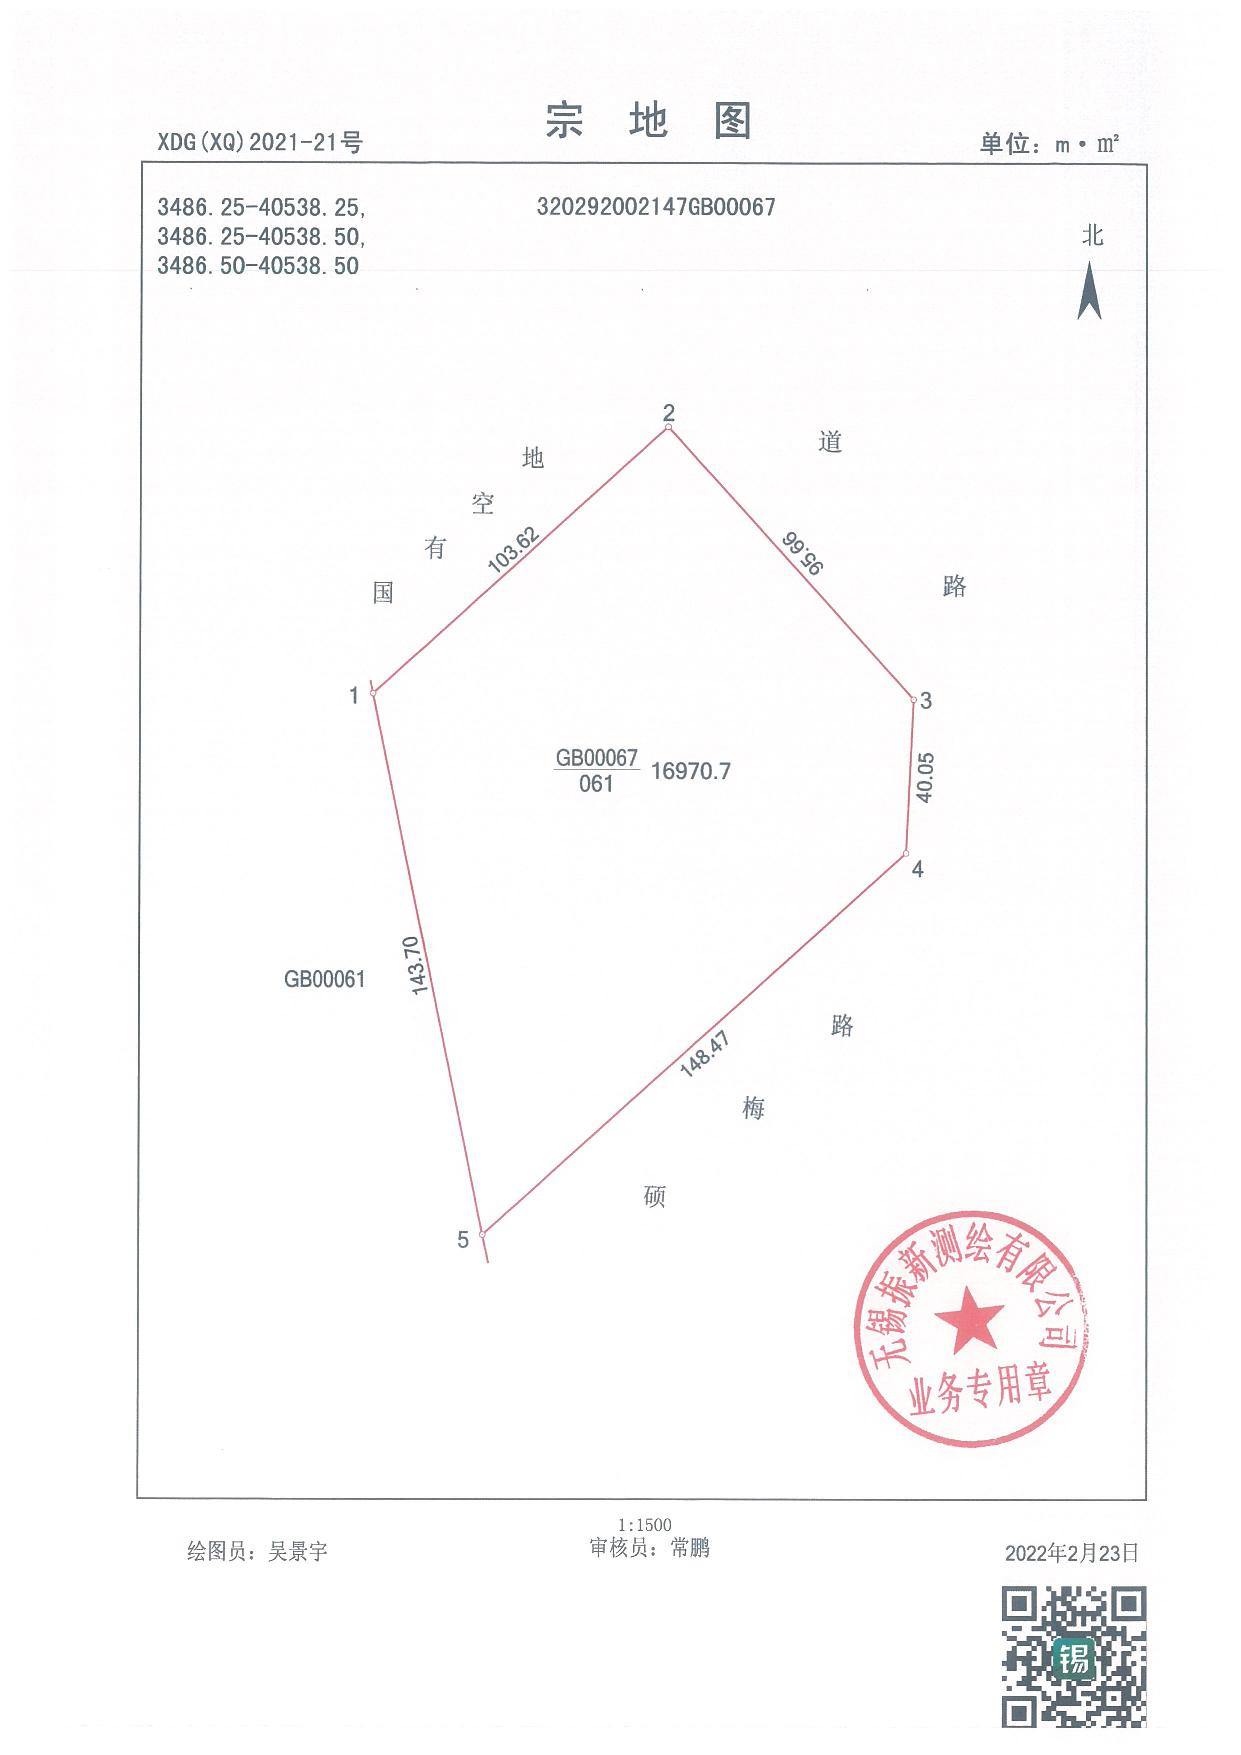 宗地图
XDG(XQ)2021-21号
单位：m·㎡
3486.25-40538.25,
3486.25-40538.50,
3486.50-40538.50
320292002147GB00067
北
2
道
地
空
有
国
103.62
95.66
路
1
3
GB00067
061
16970.7
40.05
4
143.70
GB00061
148.47
路
梅
硕
5
无锡振新测绘有限公司
业务专用章
1:1500
绘图员：吴景宇
审核员：常鹏
2022年2月23日
锡